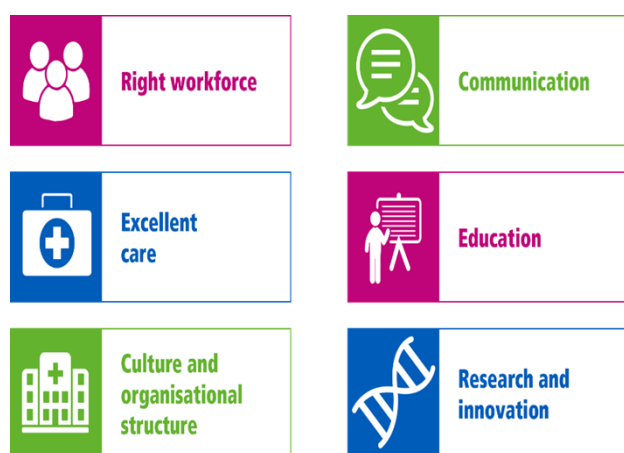 Right workforce
Communication
Excellent
care
Education
Culture and
organisational
structure
Research and
innovation